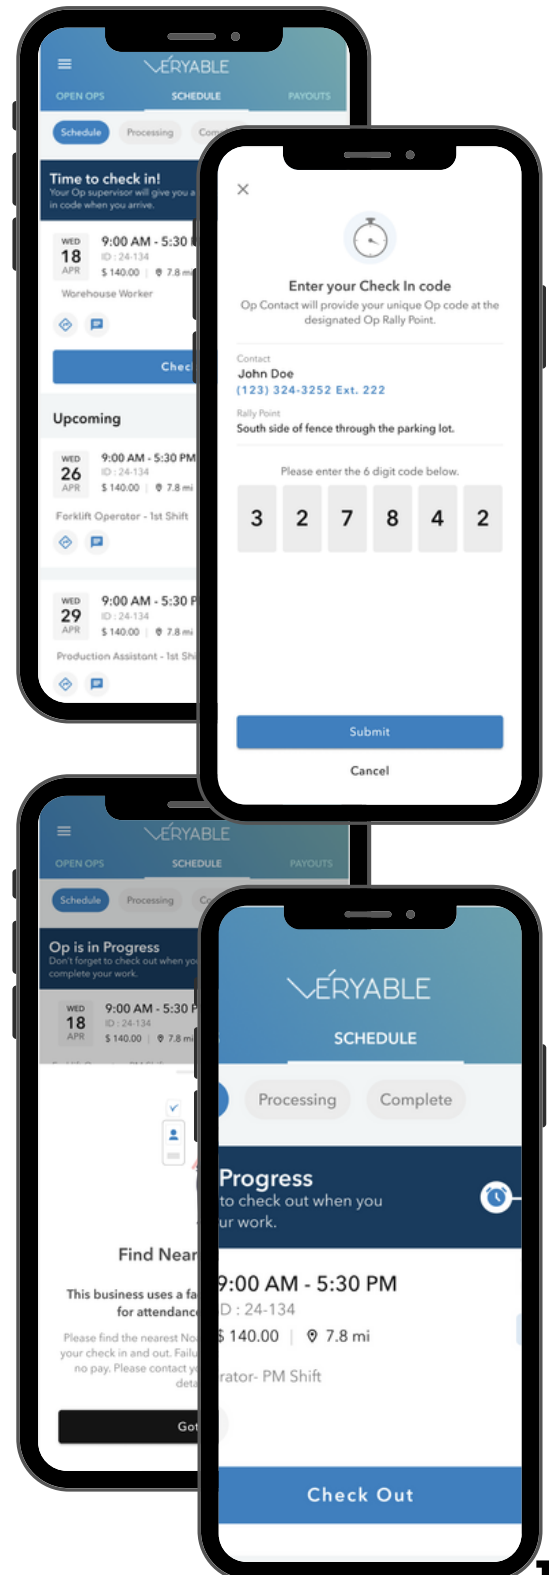 VERYABLE
OPEN OPS SCHEDULE PAYOUTS
Schedule Processing
Time to check in!
Your Op supervisor will give you a
in code when you arrive.
WED 18 APR
9:00 AM - 5:30
ID : 24-134
$ 140.00 | 7.8 mi
Warehouse Worker
Upcoming
WED 26 APR
9:00 AM - 5:30 PM
ID : 24-134
$ 140.00 | 7.8 mi
Forklift Operator - 1st Shift
WED 29 APR
9:00 AM - 5:30 P
ID : 24-134
$ 140.00 | 7.8 mi
Production Assistant - 1st Shi
Enter your Check In code
Op Contact will provide your unique Op code at the
designated Op Rally Point.
Contact
John Doe
(123) 324-3252 Ext. 222
Rally Point
South side of fence through the parking lot.
Please enter the 6 digit code below.
3 2 7 8 4 2
Submit
Cancel
VERYABLE
OPEN OPS SCHEDULE PAYOUTS
Schedule Processing
Op is in Progress
Don't forget to check out when yo
complete your work.
WED 18 APR
9:00 AM - 5:30 P
ID : 24-134
$ 140.00 | 7.8 mi
Find Near
This business uses a fa
for attendanc
Please find the nearest Noa
your check in and out. Failu
no pay. Please contact yo
deta
Got
VERYABLE
SCHEDULE
Processing Complete
Progress
to check out when you
ur work.
9:00 AM - 5:30 PM
ID : 24-134
$ 140.00 | 7.8 mi
rator- PM Shift
Check Out